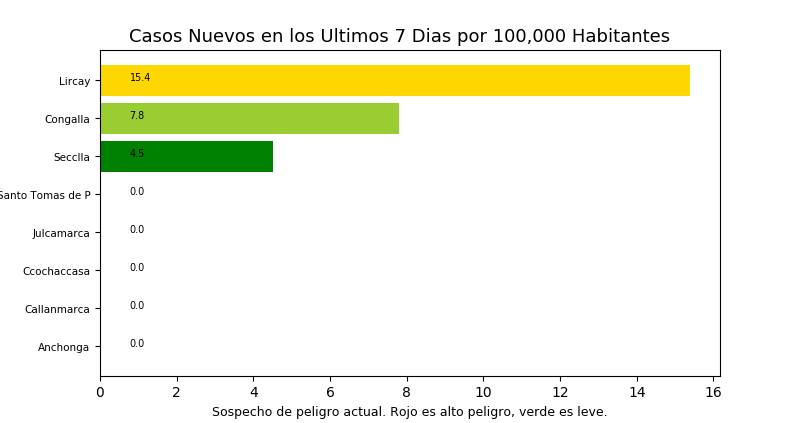 Casos Nuevos en los Ultimos 7 Dias por 100,000 Habitantes
Lircay 15.4
Congalla 7.8
Secclla 4.5
Santo Tomas de P 0.0
Julcamarca 0.0
Ccochaccasa 0.0
Callanmarca 0.0
Anchonga 0.0
0 2 4 6 8 10 12 14 16
Sospecho de peligro actual. Rojo es alto peligro, verde es leve.